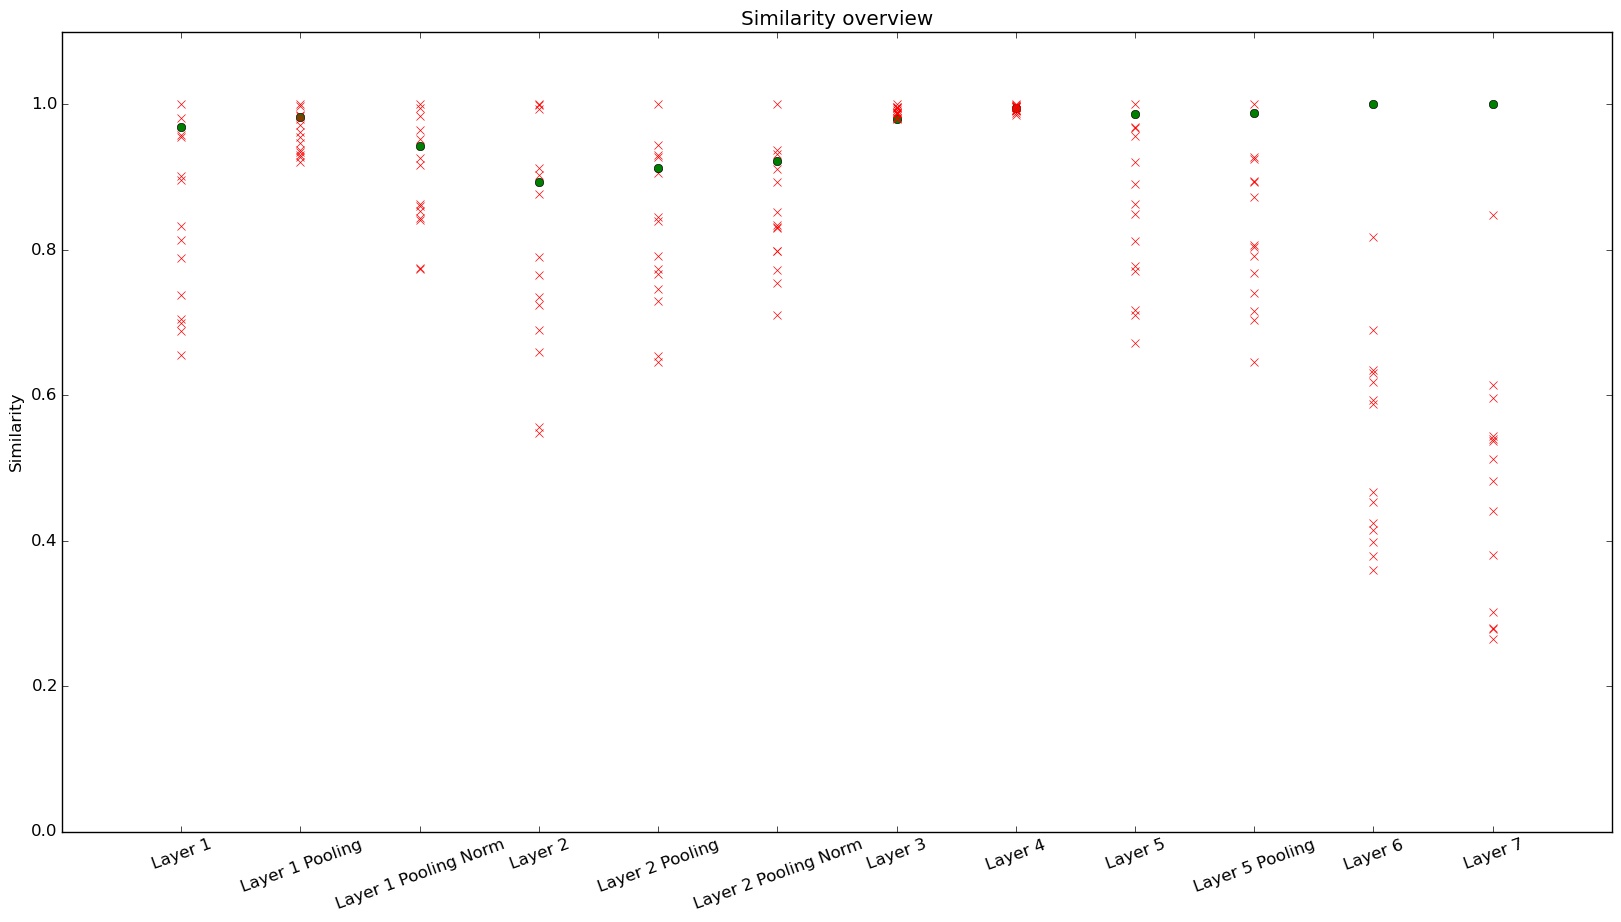 Similarity overview
Similarity
1.0
0.8
0.6
0.4
0.2
0.0
Layer 1
Layer 1 Pooling
Layer 1 Pooling Norm
Layer 2
Layer 2 Pooling
Layer 2 Pooling Norm
Layer 3
Layer 4
Layer 5
Layer 5 Pooling
Layer 6
Layer 7